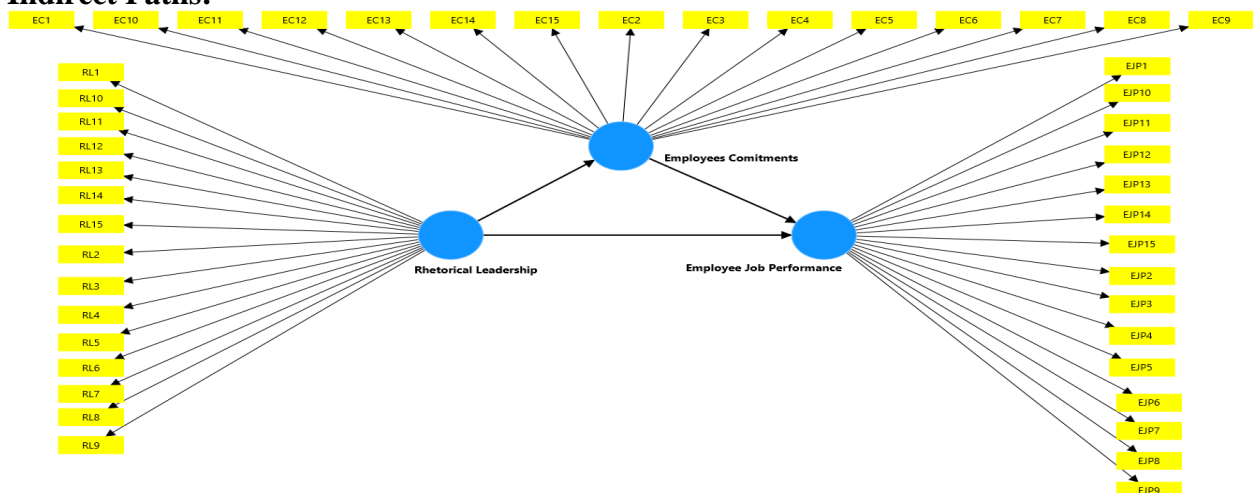 Indirect Paths:
EC1 EC10 EC11 EC12 EC13 EC14 EC15 EC2 EC3 EC4 EC5 EC6 EC7 EC8 EC9
RL1
RL10
RL11
RL12
RL13
RL14
RL15
RL2
RL3
RL4
RL5
RL6
RL7
RL8
RL9
Employees Comitments
Rhetorical Leadership
Employee Job Performance
EJP1
EJP10
EJP11
EJP12
EJP13
EJP14
EJP15
EJP2
EJP3
EJP4
EJP5
EJP6
EJP7
EJP8
EJP9